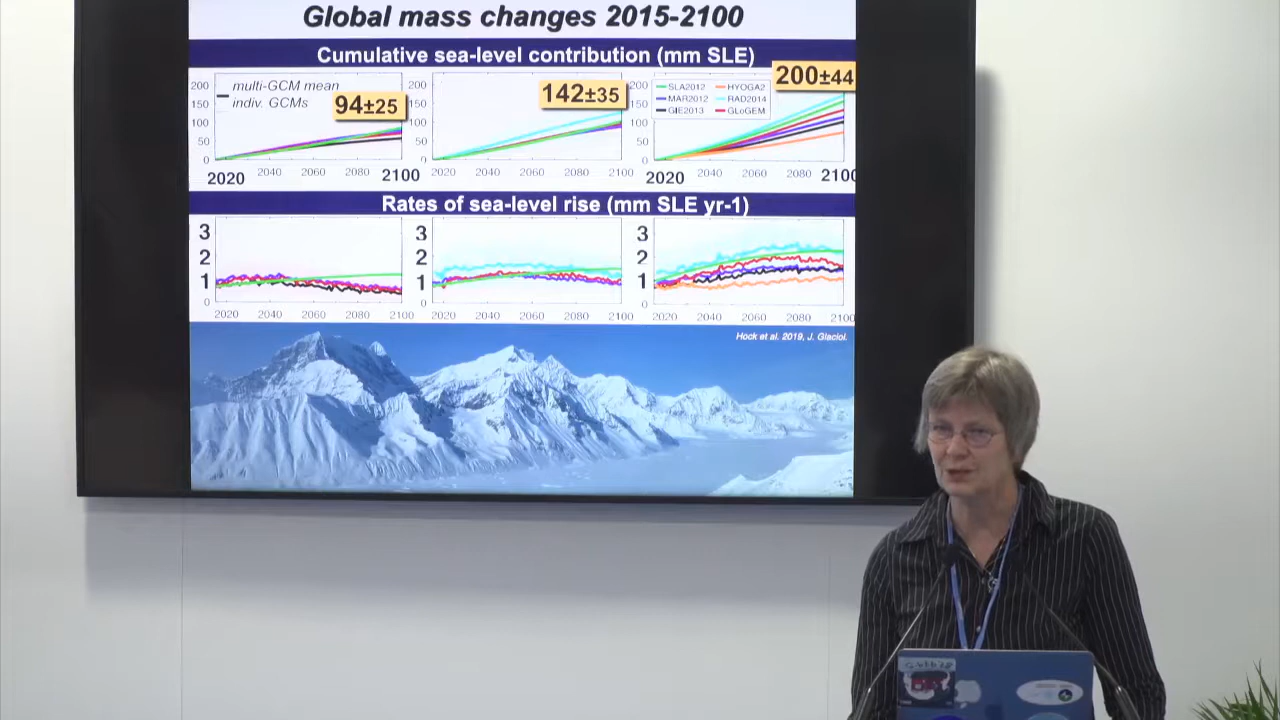 Global mass changes 2015-2100
Cumulative sea-level contribution (mm SLE)
200
150
100
50
0
multi-GCM mean
indiv. GCMs
94±25
2020 2040 2060 2080 2100
200
150
100
50
0
142±35
2020 2040 2060 2080 2100
200
150
100
50
0
SLA2012 HYOGA2
MAR2012 RAD2014
GIE2013 GLoGEM
200±44
2020 2040 2060 2080 2100
Rates of sea-level rise (mm SLE yr-1)
3
2
1
0
2020 2040 2060 2080 2100
3
2
1
0
2020 2040 2060 2080 2100
3
2
1
0
2020 2040 2060 2080 2100
Hock et al. 2019, J. Glaciol.